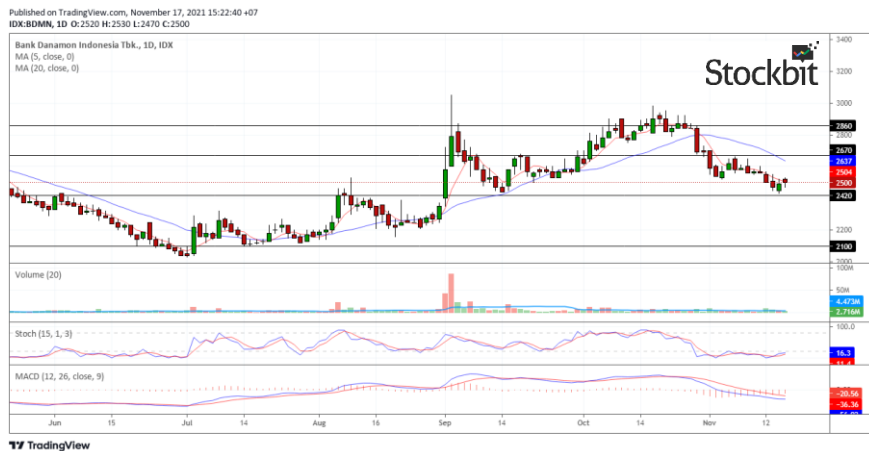 Published on TradingView.com, November 17, 2021 15:22:40 +07
IDX:BDMN, 1D O:2520 H:2530 L:2470 C:2500
Bank Danamon Indonesia Tbk., 1D, IDX
MA (5, close, 0)
MA (20, close, 0)
Stockbit
3400
3200
3000
2860
2800
2670
2637
2504
2500
2420
2200
2100
2000
Volume (20)
100M
50M
4.473M
2.716M
Stoch (15, 1, 3)
100.0
16.3
MACD (12, 26, close, 9)
-20.56
-36.36
Jun 15 Jul 14 Aug 16 Sep 14 Oct 14 Nov 12
TradingView